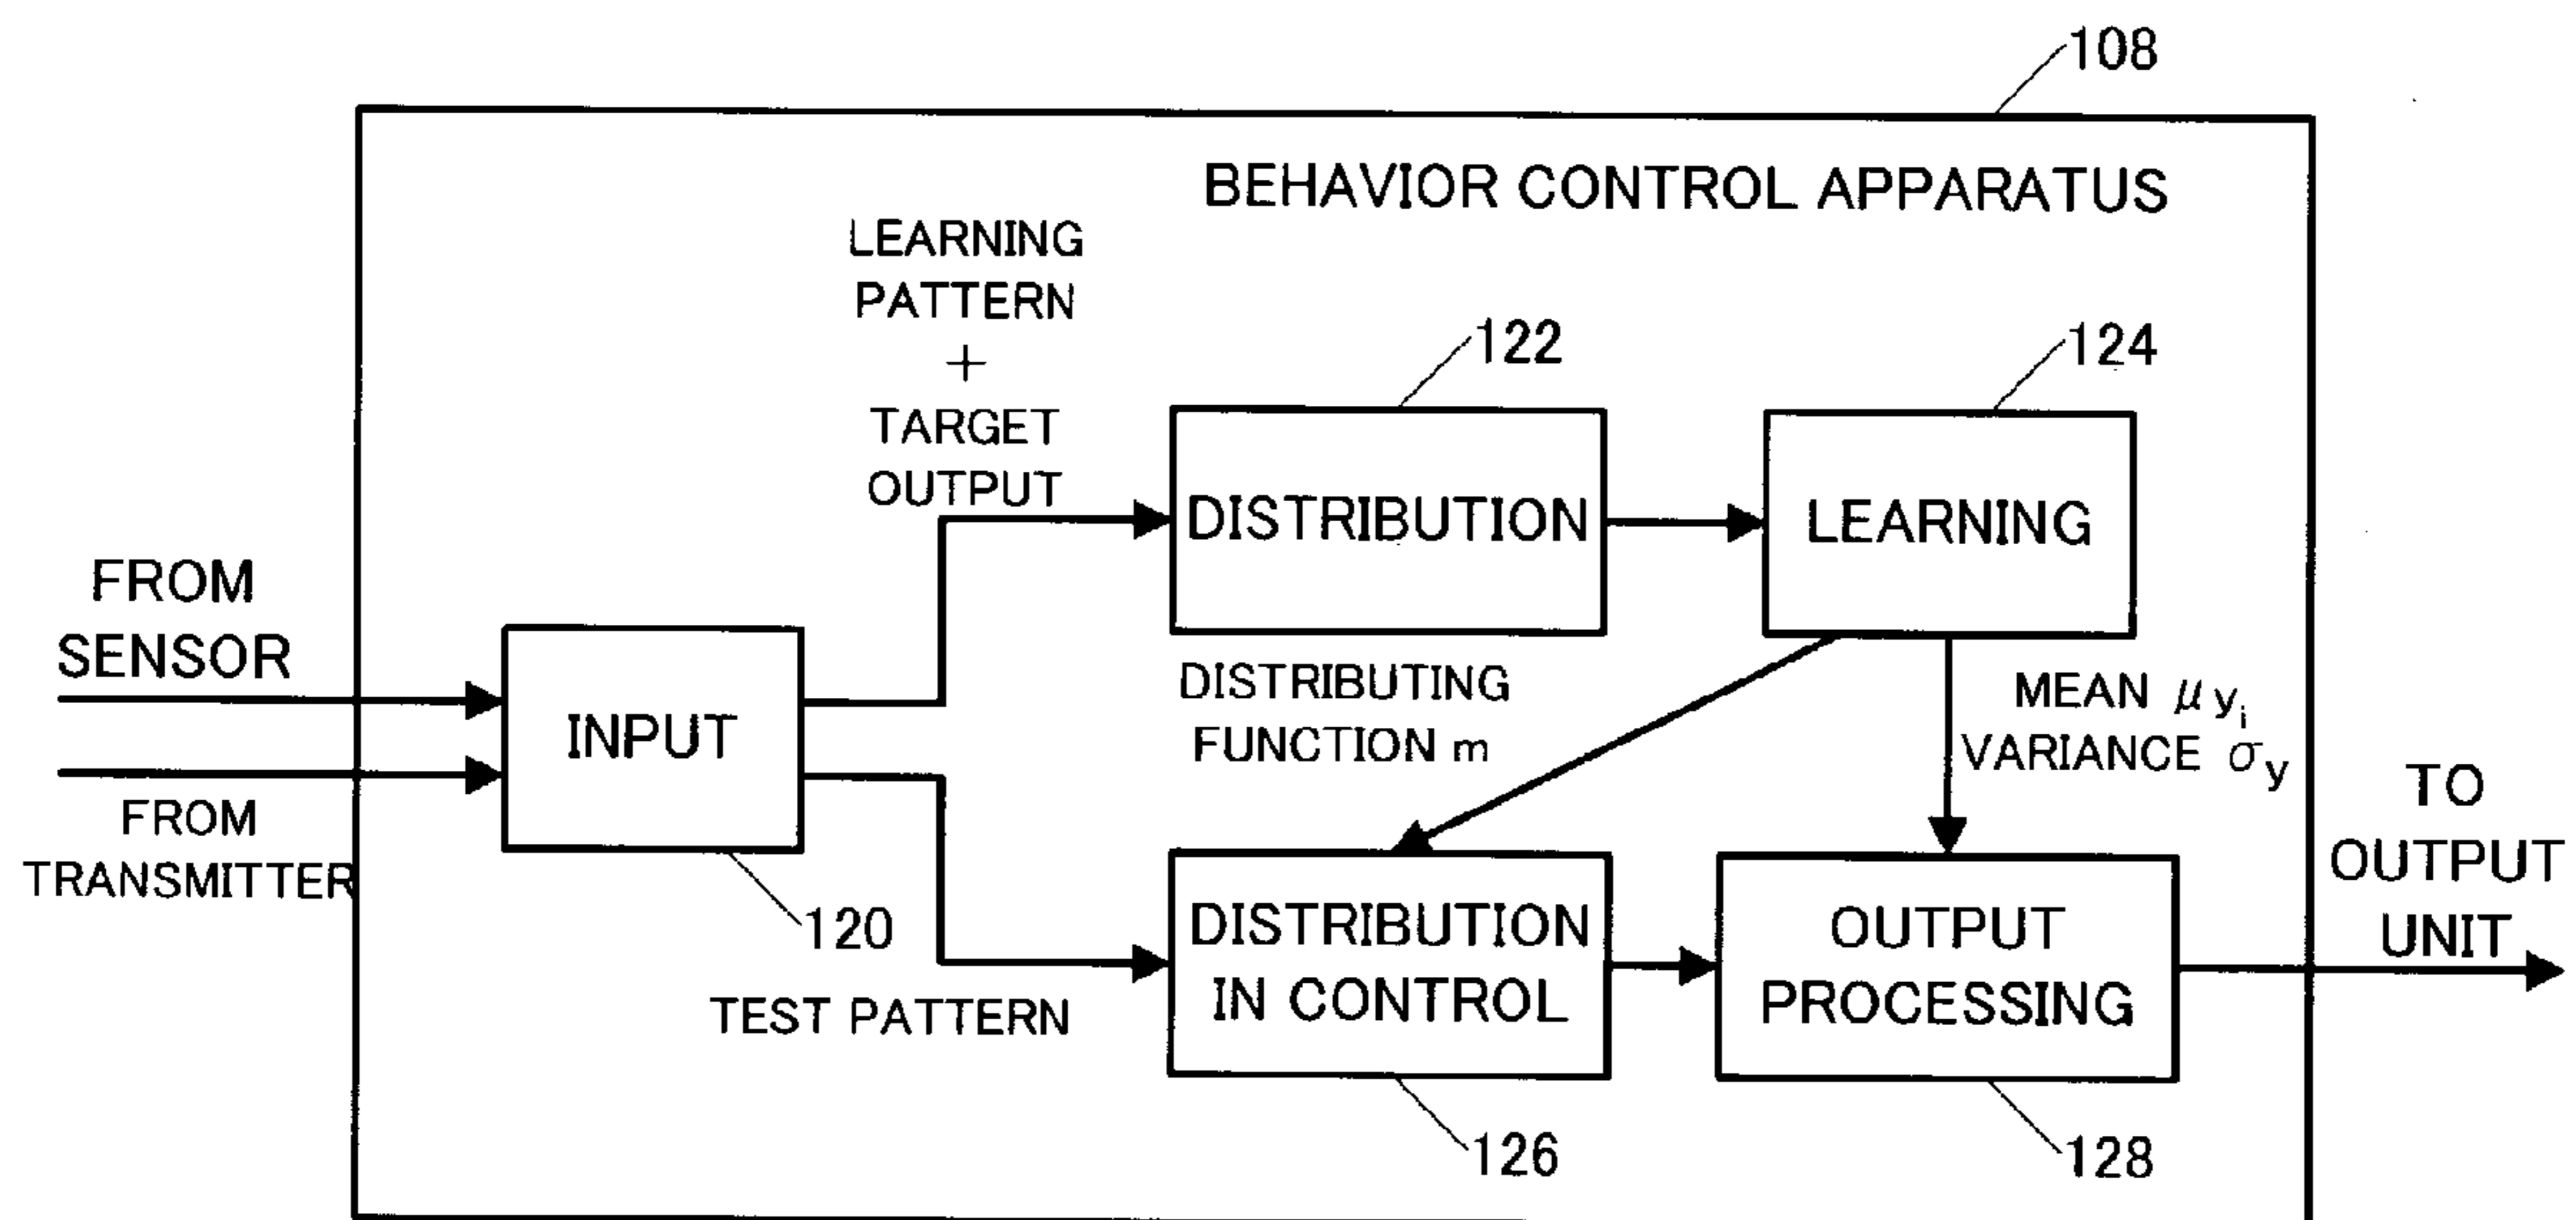 108
BEHAVIOR CONTROL APPARATUS
LEARNING
PATTERN
+
TARGET
OUTPUT
122
124
DISTRIBUTION
LEARNING
FROM
SENSOR
INPUT
DISTRIBUTING
FUNCTION m
MEAN μyi
VARIANCE σy
FROM
TRANSMITTER
120
TEST PATTERN
DISTRIBUTION
IN CONTROL
OUTPUT
PROCESSING
TO
OUTPUT
UNIT
126
128